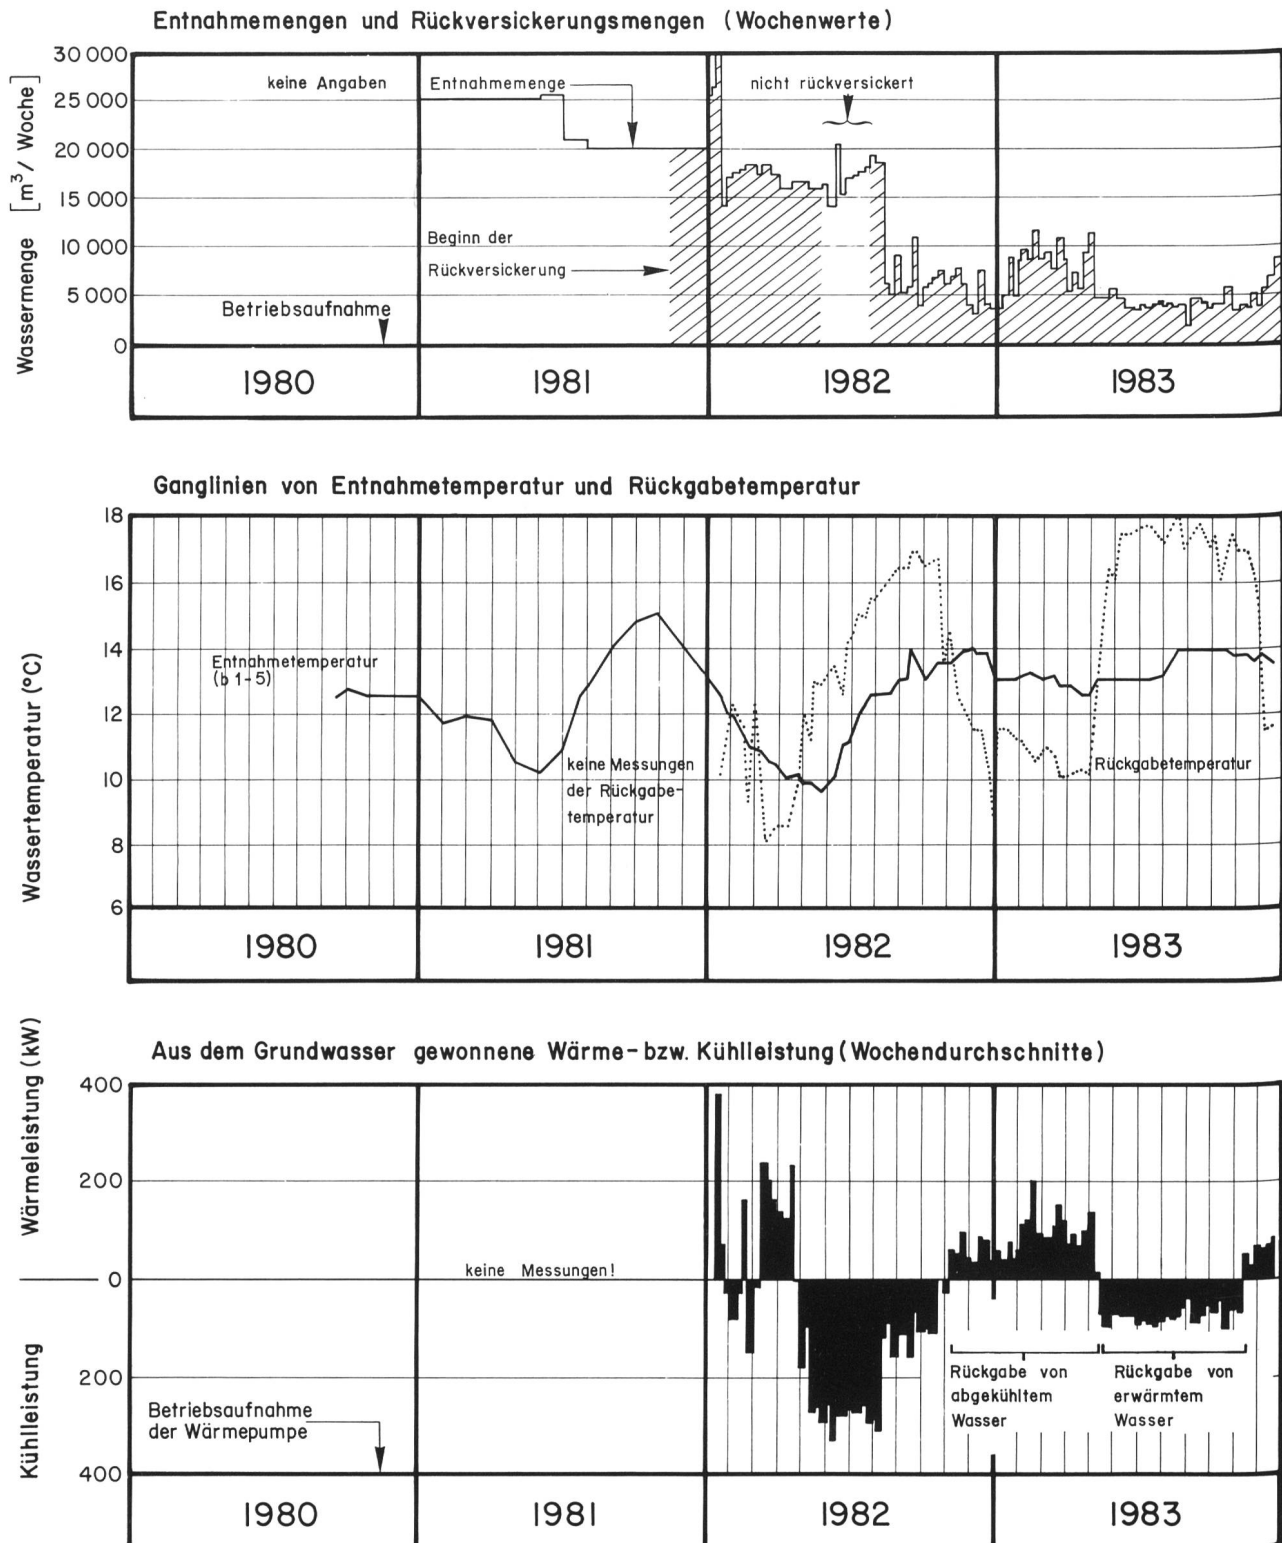 Entnahmemengen und Rückversickerungsmengen (Wochenwerte)
Wassermenge [m³/Woche]
30 000
25 000
20 000
15 000
10 000
5 000
0
keine Angaben
Entnahmemenge
nicht rückversickert
Beginn der
Rückversickerung
Betriebsaufnahme
1980
1981
1982
1983
Ganglinien von Entnahmetemperatur und Rückgabetemperatur
Wassertemperatur (°C)
18
16
14
12
10
8
6
Entnahmetemperatur
(b 1-5)
keine Messungen
der Rückgabe-
temperatur
Rückgabetemperatur
1980
1981
1982
1983
Aus dem Grundwasser gewonnene Wärme- bzw. Kühlleistung (Wochendurchschnitte)
Wärmeleistung (kW)
Kühlleistung
400
200
0
200
400
keine Messungen!
Betriebsaufnahme
der Wärmepumpe
Rückgabe von
abgekühltem
Wasser
Rückgabe von
erwärmtem
Wasser
1980
1981
1982
1983